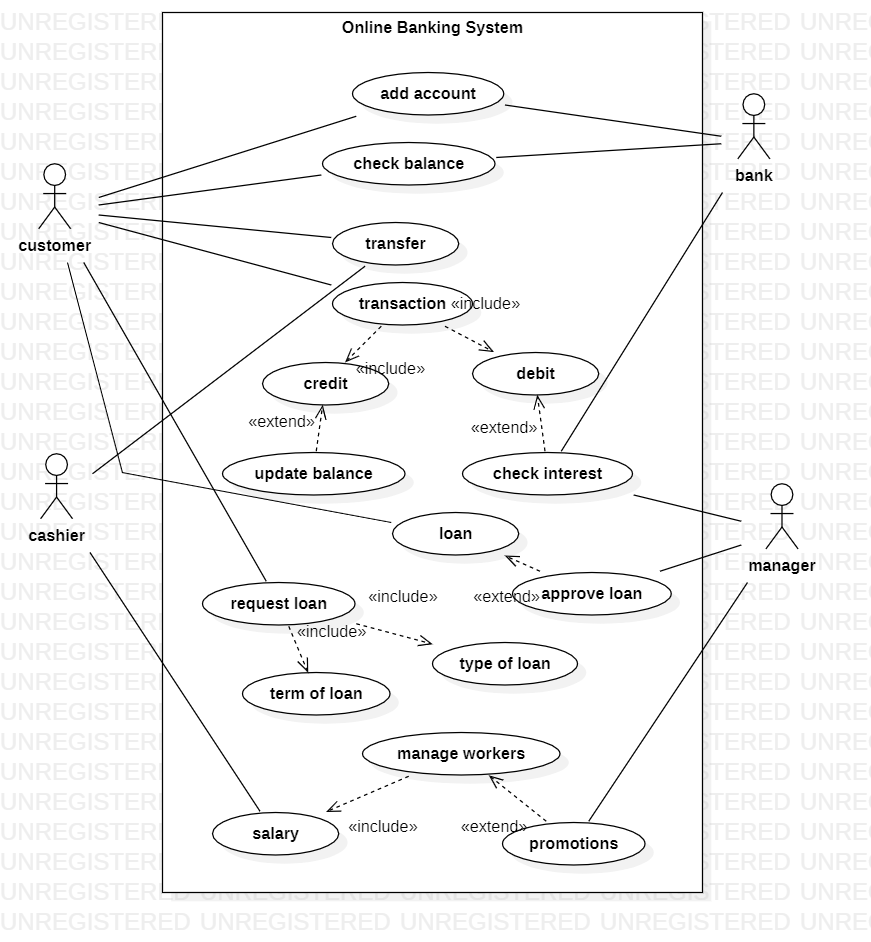 Online Banking System
add account
check balance
bank
customer
transfer
transaction
«include»
«include»
credit
debit
«extend»
«extend»
update balance
check interest
cashier
loan
manager
approve loan
«extend»
request loan
«include»
«include»
type of loan
term of loan
manage workers
salary
«include»
«extend»
promotions
UNREGISTERED